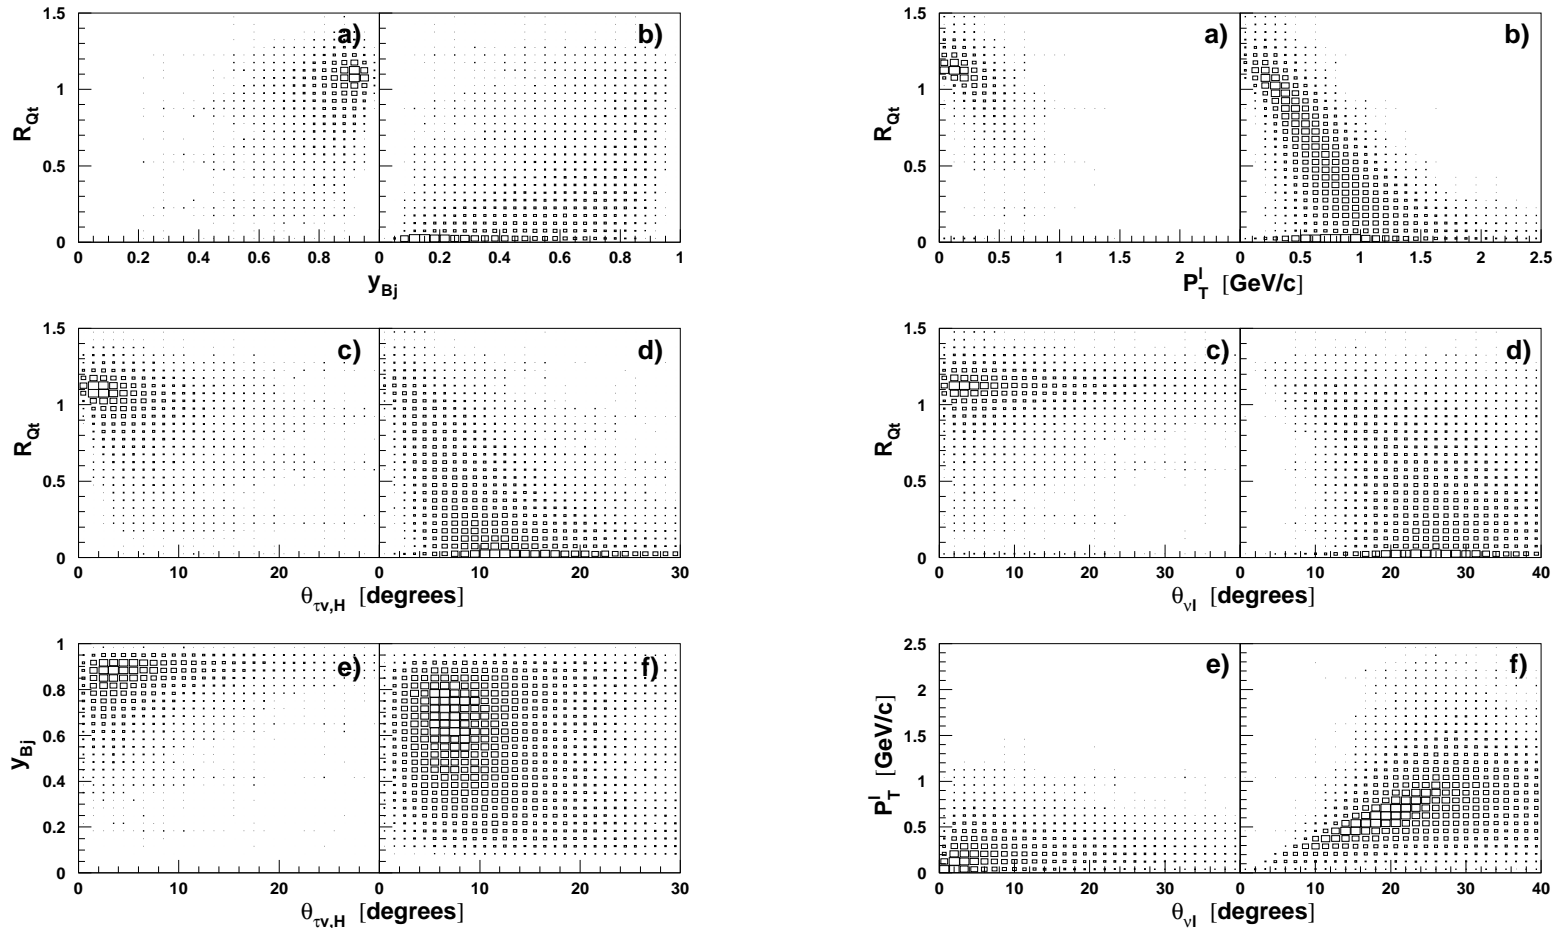 1.5
1
0.5
0
R_Qt
a)
b)
0 0.2 0.4 0.6 0.8 0 0.2 0.4 0.6 0.8 1
y_Bj
1.5
1
0.5
0
R_Qt
a)
b)
0 0.5 1 1.5 2 0 0.5 1 1.5 2 2.5
P_T^l [GeV/c]
1.5
1
0.5
0
R_Qt
c)
d)
0 10 20 0 10 20 30
θ_τν,H [degrees]
1.5
1
0.5
0
R_Qt
c)
d)
0 10 20 30 0 10 20 30 40
θ_νl [degrees]
1
0.8
0.6
0.4
0.2
0
y_Bj
e)
f)
0 10 20 0 10 20 30
θ_τν,H [degrees]
2.5
2
1.5
1
0.5
0
P_T^l [GeV/c]
e)
f)
0 10 20 30 0 10 20 30 40
θ_νl [degrees]